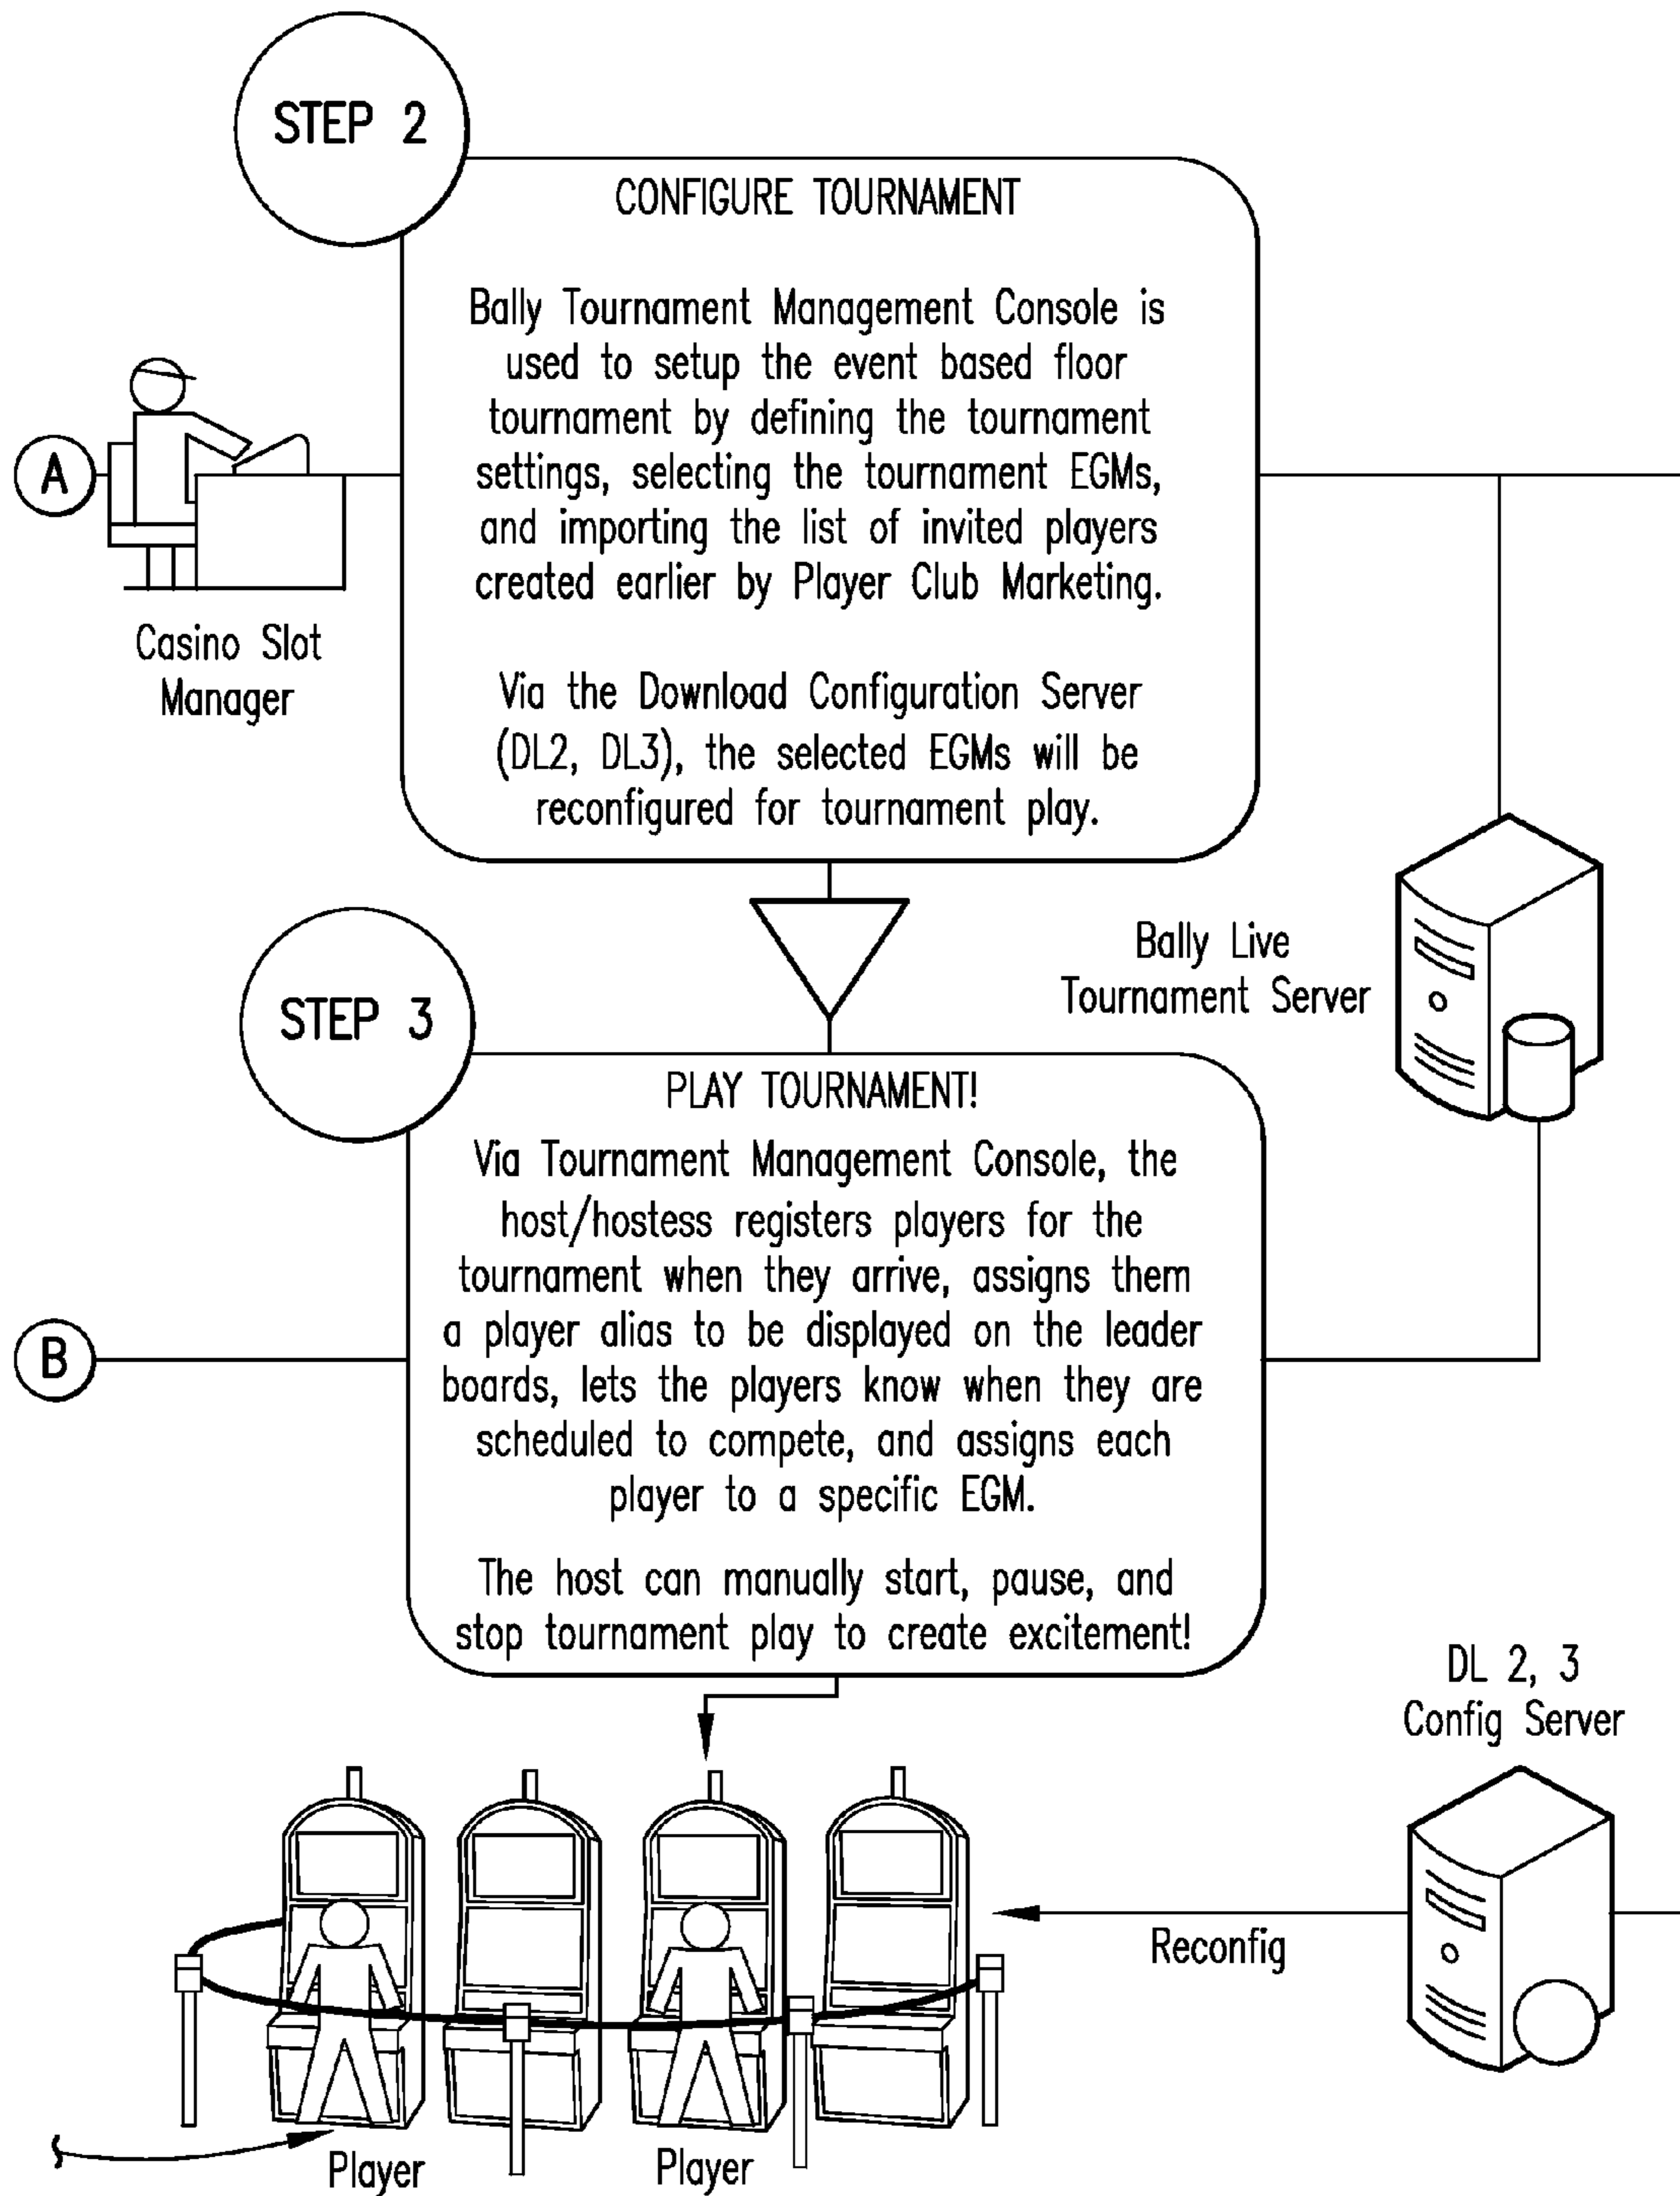 STEP 2
CONFIGURE TOURNAMENT
Bally Tournament Management Console is
used to setup the event based floor
tournament by defining the tournament
settings, selecting the tournament EGMs,
and importing the list of invited players
created earlier by Player Club Marketing.
Via the Download Configuration Server
(DL2, DL3), the selected EGMs will be
reconfigured for tournament play.
A
Casino Slot
Manager
Bally Live
Tournament Server
STEP 3
PLAY TOURNAMENT!
Via Tournament Management Console, the
host/hostess registers players for the
tournament when they arrive, assigns them
a player alias to be displayed on the leader
boards, lets the players know when they are
scheduled to compete, and assigns each
player to a specific EGM.
The host can manually start, pause, and
stop tournament play to create excitement!
B
DL 2, 3
Config Server
Reconfig
Player
Player